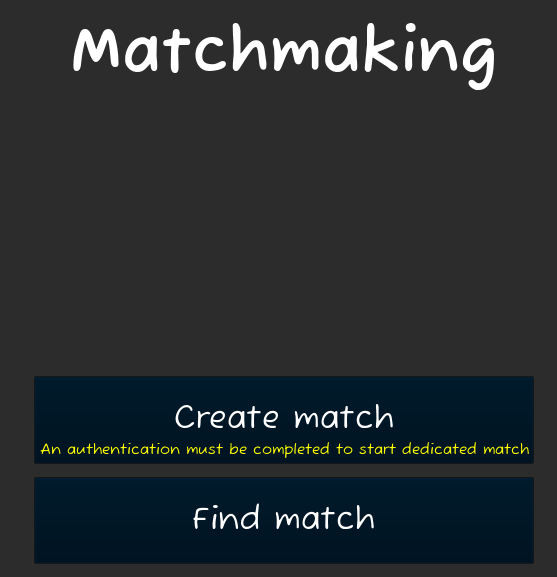 Matchmaking
Create match
An authentication must be completed to start dedicated match
Find match